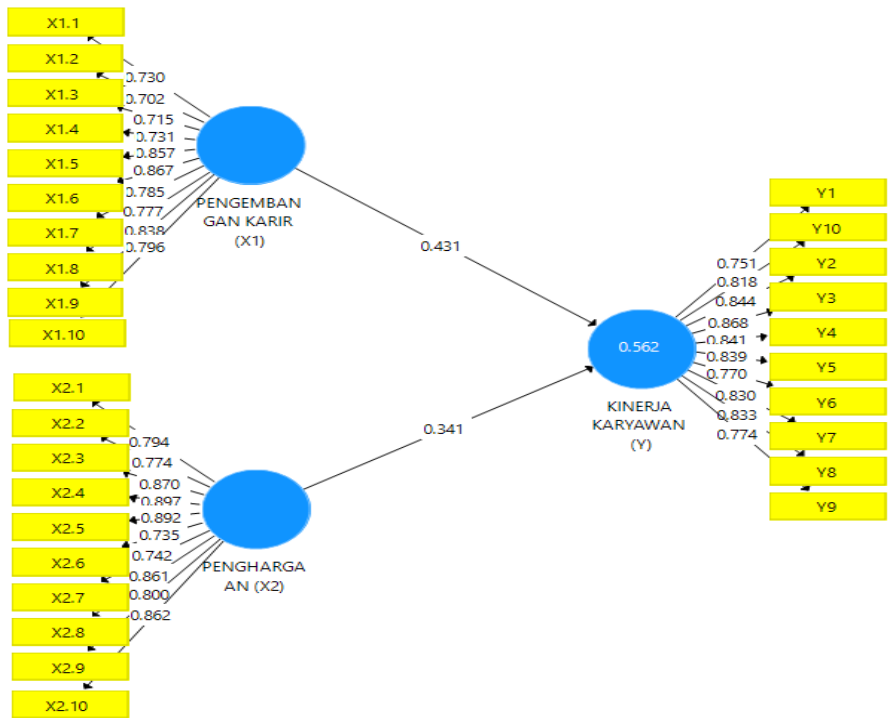 X1.1
X1.2
X1.3
X1.4
X1.5
X1.6
X1.7
X1.8
X1.9
X1.10
0.730
0.702
0.715
0.731
0.857
0.867
0.785
0.777
0.838
0.796
PENGEMBAN
GAN KARIR
(X1)
0.431
X2.1
X2.2
X2.3
X2.4
X2.5
X2.6
X2.7
X2.8
X2.9
X2.10
0.794
0.774
0.870
0.897
0.892
0.735
0.742
0.861
0.800
0.862
PENGHARGA
AN (X2)
0.341
0.562
KINERJA
KARYAWAN
(Y)
0.751
0.818
0.844
0.868
0.841
0.839
0.770
0.830
0.833
0.774
Y1
Y10
Y2
Y3
Y4
Y5
Y6
Y7
Y8
Y9